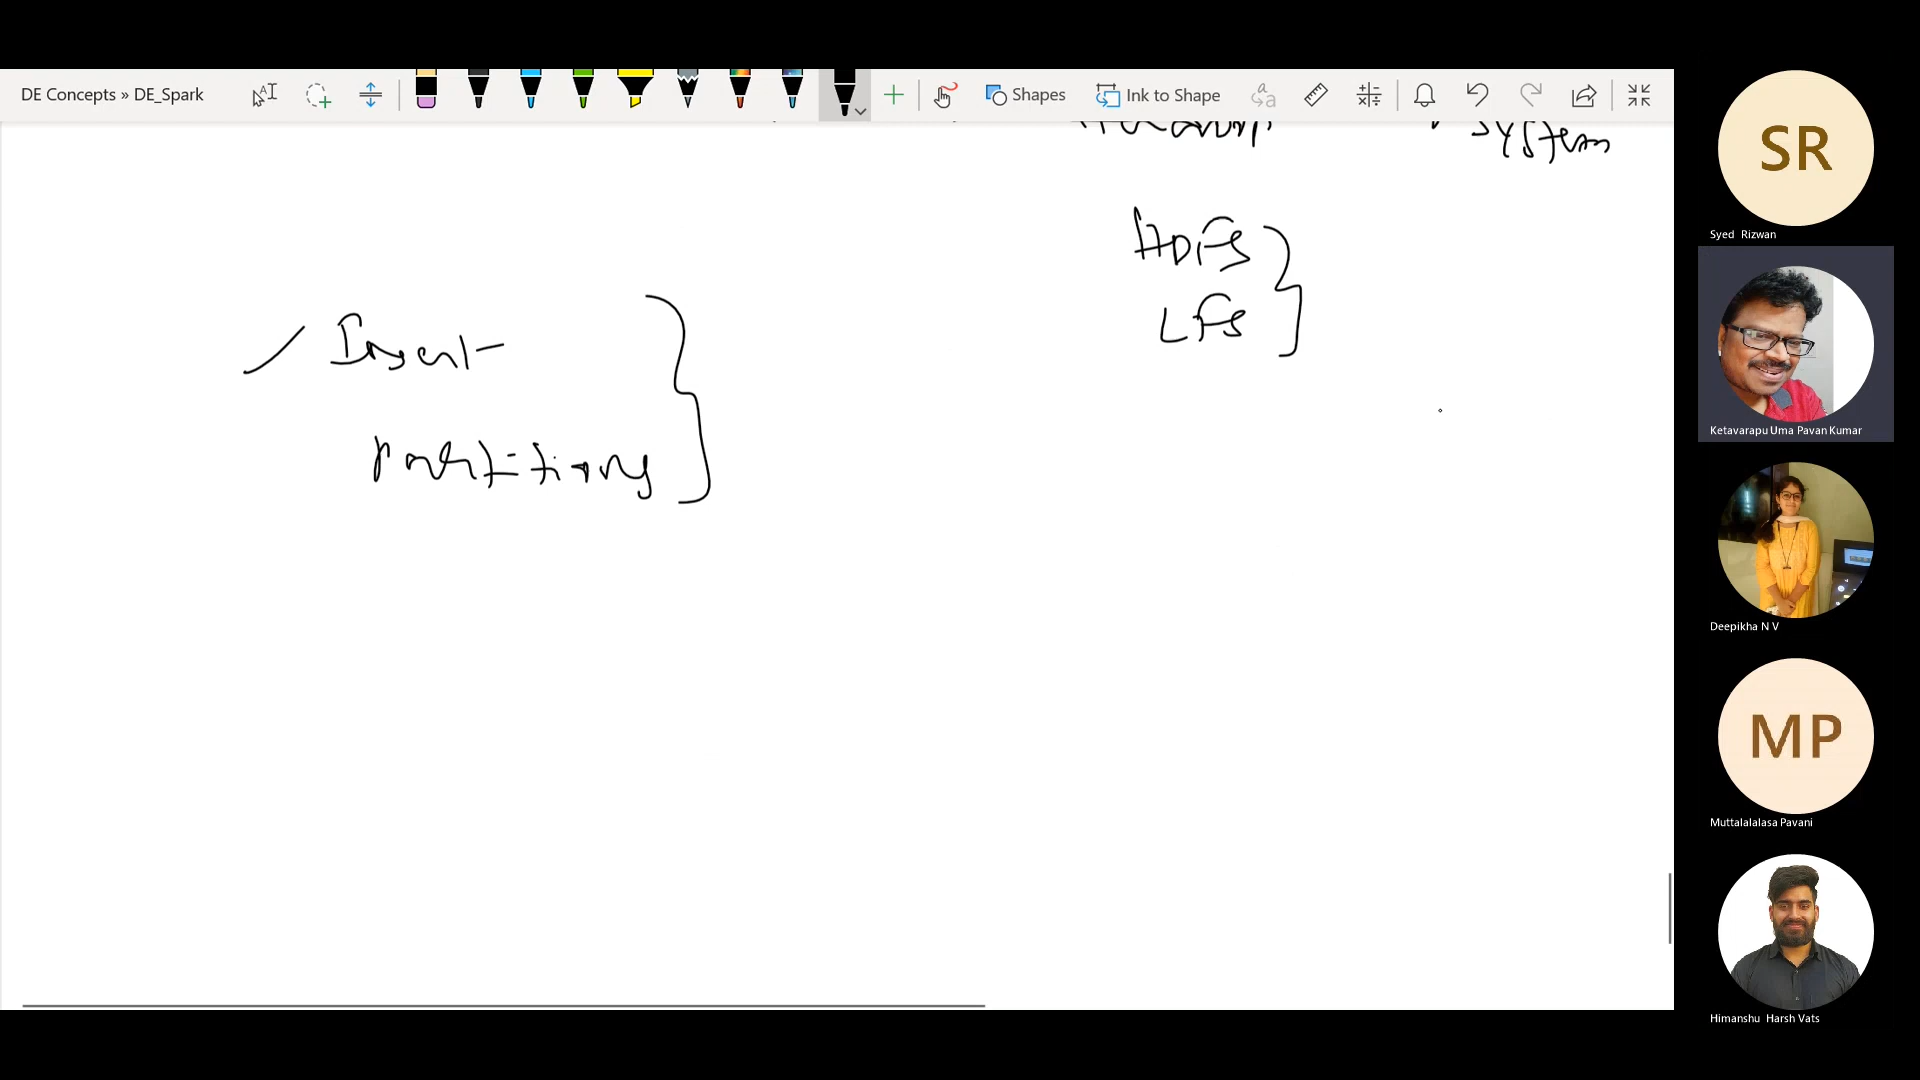 DE Concepts » DE_Spark
Shapes
Ink to Shape
System
HDFS
LFS
Insert
Partitions
SR
Syed Rizwan
Ketavarapu Uma Pavan Kumar
Deepikha N V
MP
Muttalalalasa Pavani
Himanshu Harsh Vats